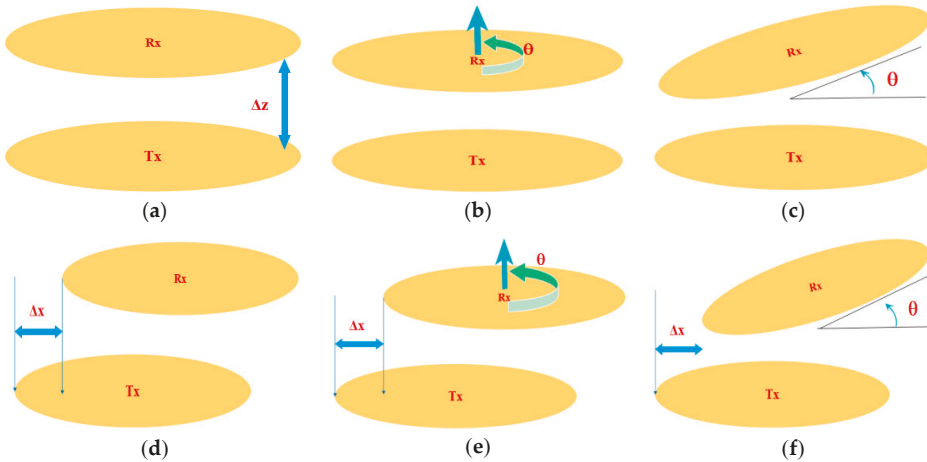 Rx
Δz
Tx
(a)
θ
Rx
Tx
(b)
Rx
θ
Tx
(c)
Rx
Δx
Tx
(d)
θ
Rx
Δx
Tx
(e)
Rx
θ
Δx
Tx
(f)